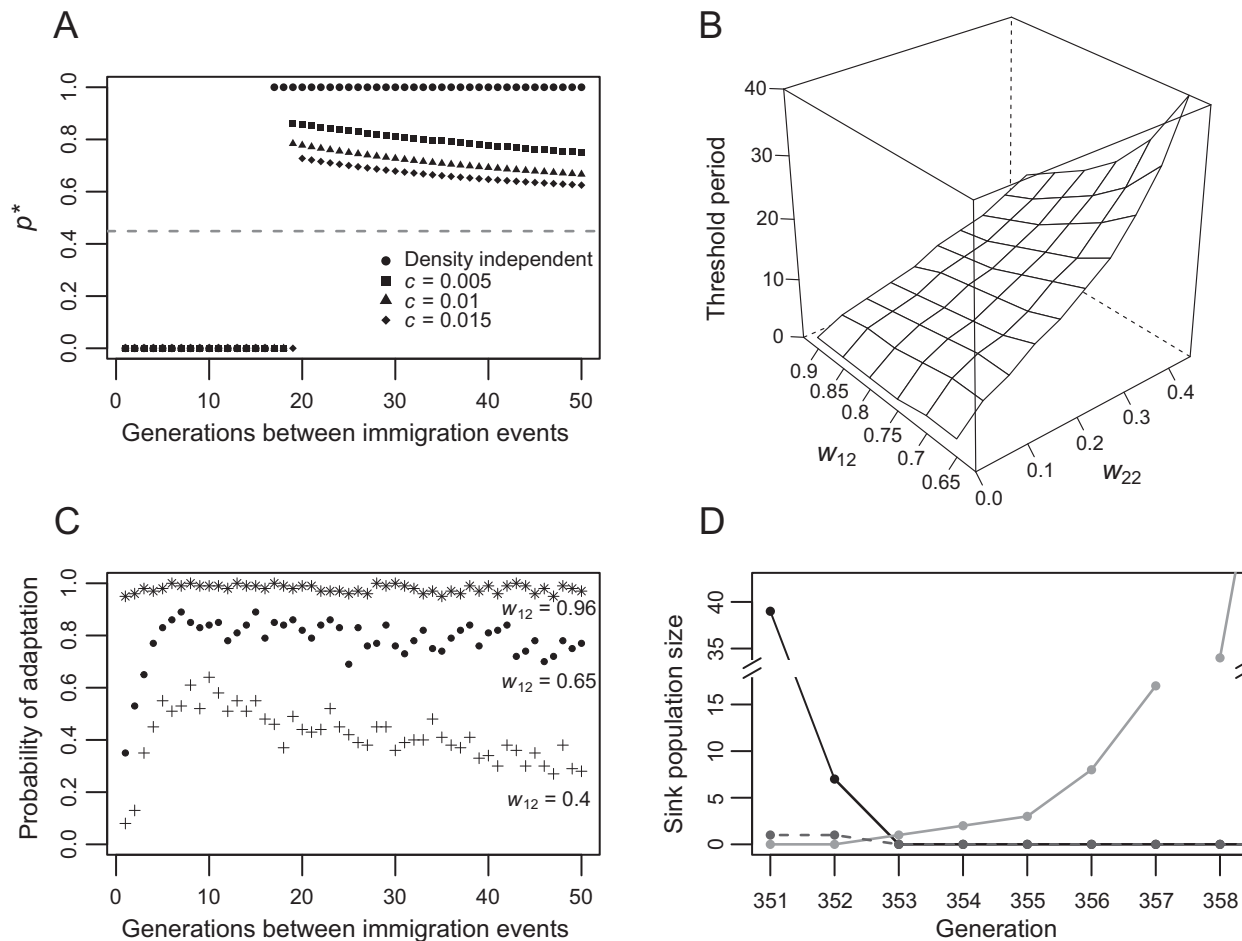 A
1.0
0.8
0.6
0.4
0.2
0.0
p*
Density independent
c = 0.005
c = 0.01
c = 0.015
0 10 20 30 40 50
Generations between immigration events
B
40
30
20
10
0
Threshold period
0.9
0.85
0.8
0.75
0.7
0.65
w12
0.0
0.1
0.2
0.3
0.4
w22
C
1.0
0.8
0.6
0.4
0.2
0.0
Probability of adaptation
w12 = 0.96
w12 = 0.65
w12 = 0.4
0 10 20 30 40 50
Generations between immigration events
D
40
35
15
10
5
0
Sink population size
351 352 353 354 355 356 357 358
Generation